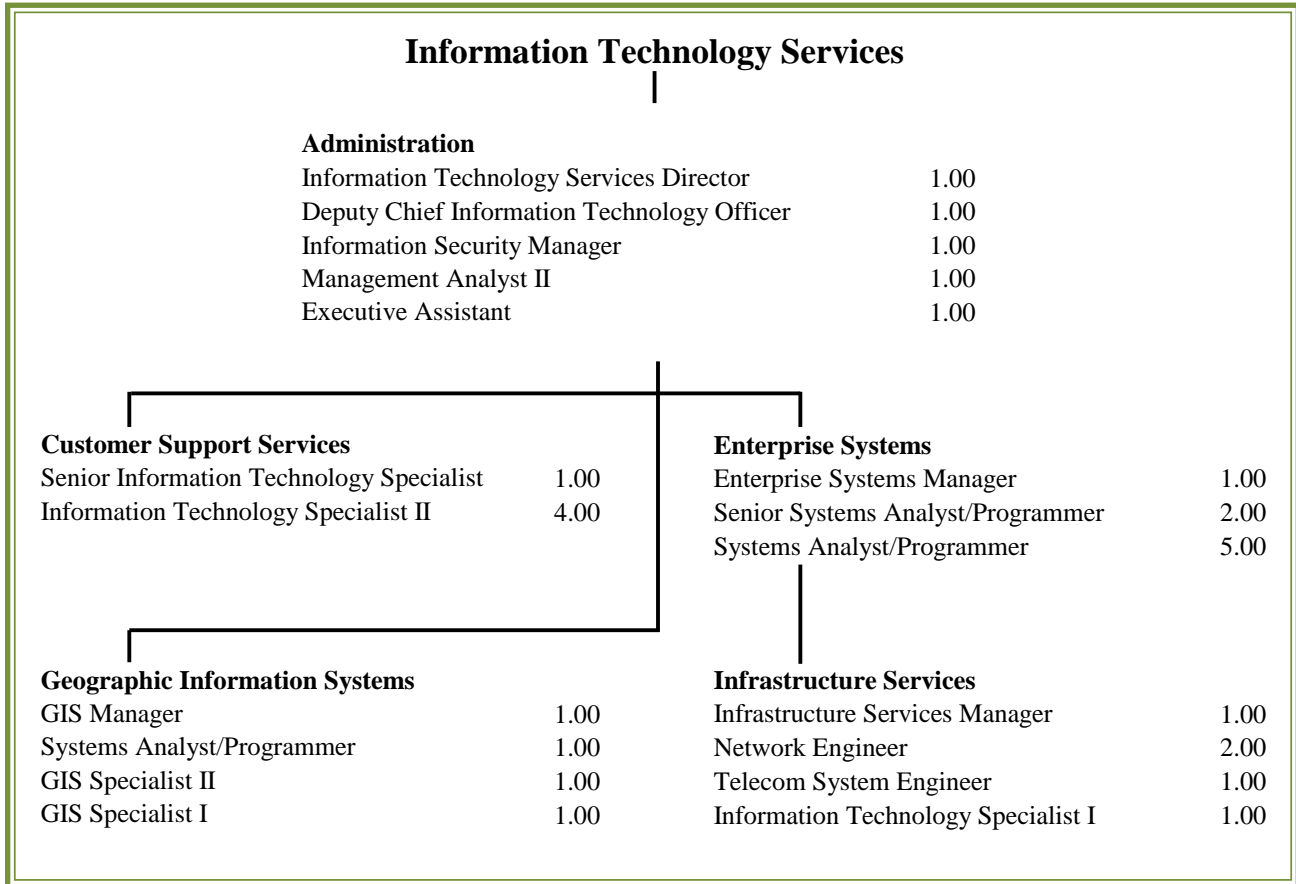 Information Technology Services
Administration
Information Technology Services Director 1.00
Deputy Chief Information Technology Officer 1.00
Information Security Manager 1.00
Management Analyst II 1.00
Executive Assistant 1.00
Customer Support Services
Senior Information Technology Specialist 1.00
Information Technology Specialist II 4.00
Enterprise Systems
Enterprise Systems Manager 1.00
Senior Systems Analyst/Programmer 2.00
Systems Analyst/Programmer 5.00
Geographic Information Systems
GIS Manager 1.00
Systems Analyst/Programmer 1.00
GIS Specialist II 1.00
GIS Specialist I 1.00
Infrastructure Services
Infrastructure Services Manager 1.00
Network Engineer 2.00
Telecom System Engineer 1.00
Information Technology Specialist I 1.00